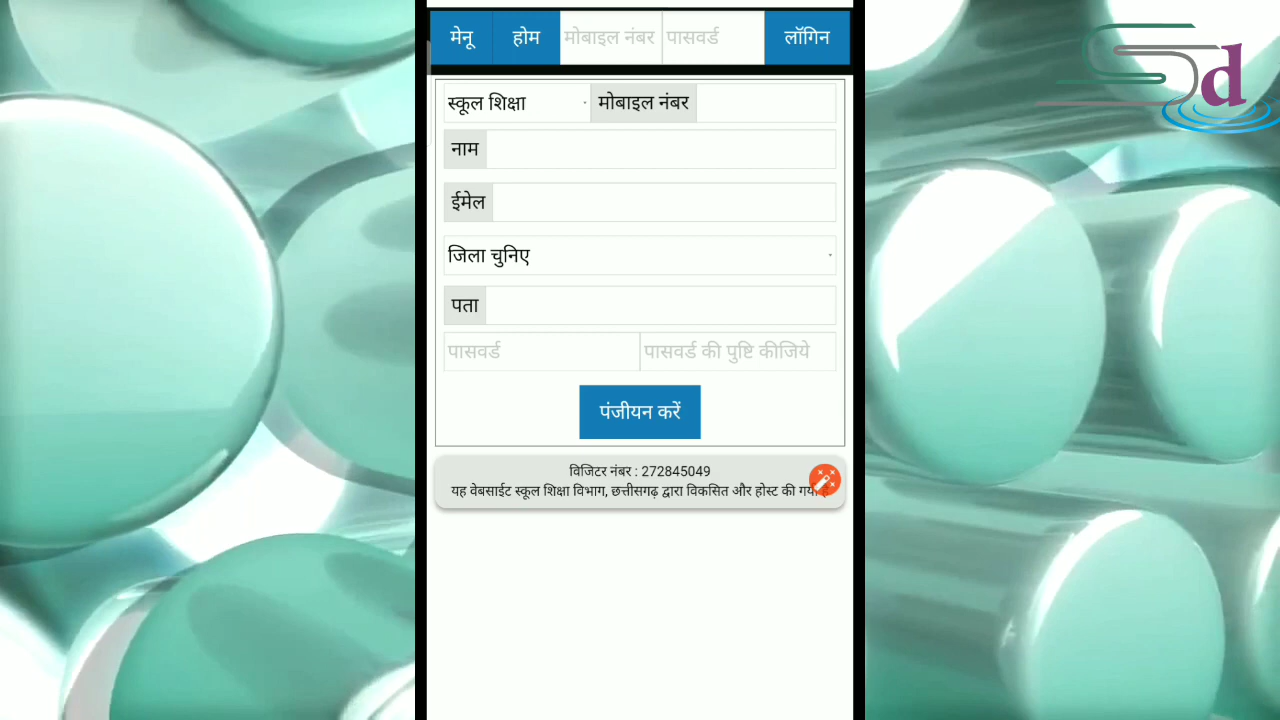 मेनू होम मोबाइल नंबर पासवर्ड लॉगिन
स्कूल शिक्षा मोबाइल नंबर
नाम
ईमेल
जिला चुनिए
पता
पासवर्ड पासवर्ड की पुष्टि कीजिये
पंजीयन करें
विजिटर नंबर : 272845049
यह वेबसाईट स्कूल शिक्षा विभाग, छत्तीसगढ़ द्वारा विकसित और होस्ट की
d